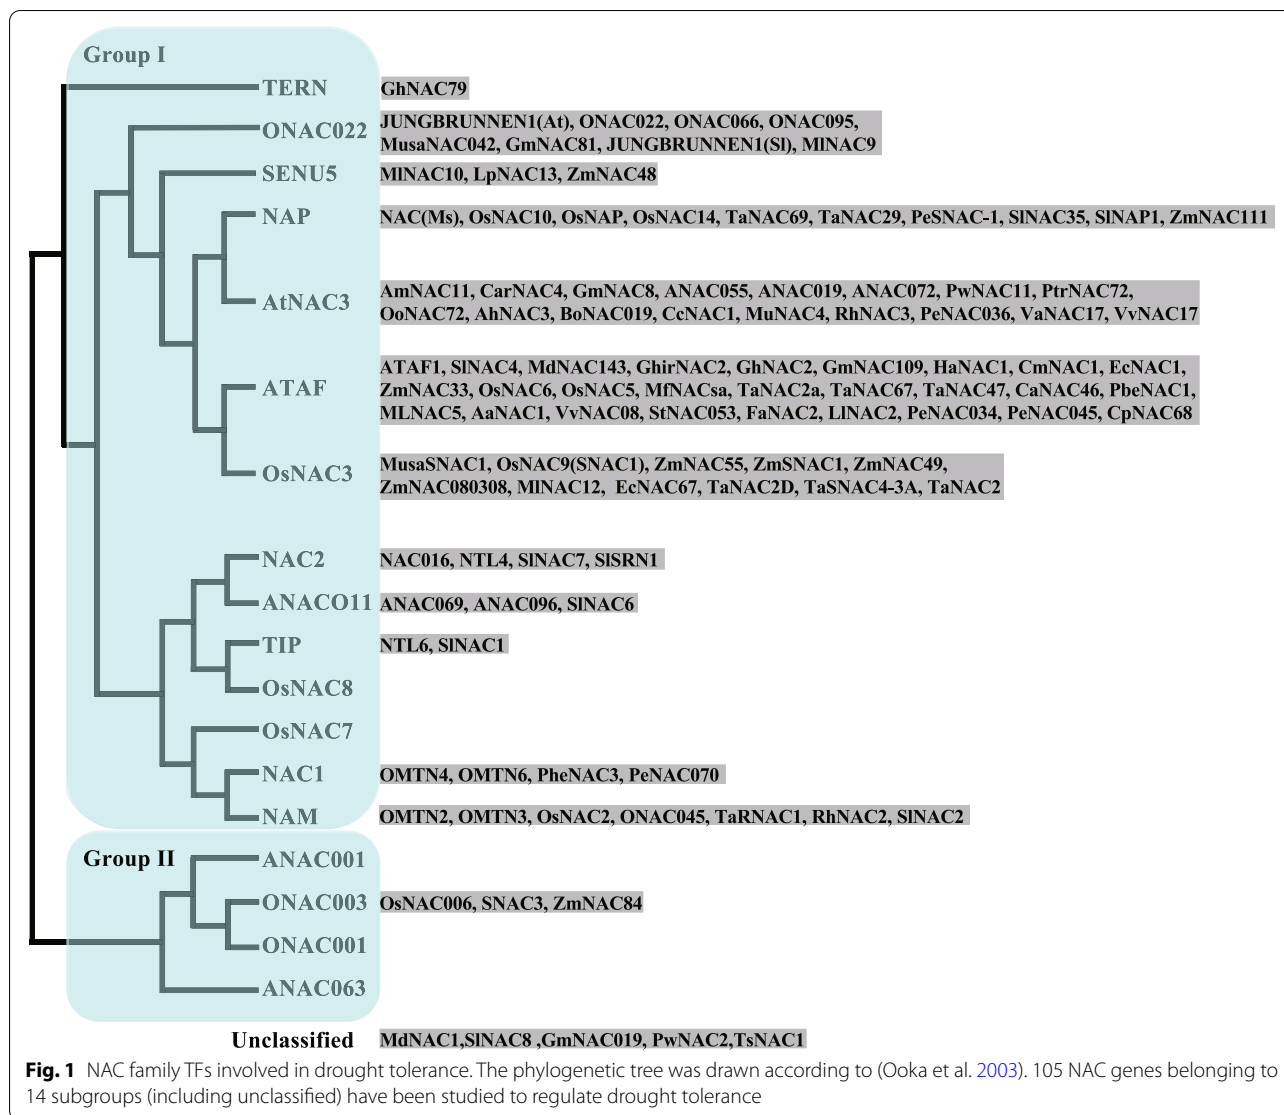 Group I
TERN GhNAC79
ONAC022 JUNGBRUNNEN1(At), ONAC022, ONAC066, ONAC095,
MusaNAC042, GmNAC81, JUNGBRUNNEN1(Sl), MlNAC9
SENU5 MlNAC10, LpNAC13, ZmNAC48
NAP NAC(Ms), OsNAC10, OsNAP, OsNAC14, TaNAC69, TaNAC29, PeSNAC-1, SlNAC35, SlNAP1, ZmNAC111
AtNAC3 AmNAC11, CarNAC4, GmNAC8, ANAC055, ANAC019, ANAC072, PwNAC11, PtrNAC72,
OoNAC72, AhNAC3, BoNAC019, CcNAC1, MuNAC4, RhNAC3, PeNAC036, VaNAC17, VvNAC17
ATAF ATAF1, SlNAC4, MdNAC143, GhirNAC2, GhNAC2, GmNAC109, HaNAC1, CmNAC1, EcNAC1,
ZmNAC33, OsNAC6, OsNAC5, MfNACsa, TaNAC2a, TaNAC67, TaNAC47, CaNAC46, PbeNAC1,
MLNAC5, AaNAC1, VvNAC08, StNAC053, FaNAC2, LlNAC2, PeNAC034, PeNAC045, CpNAC68
OsNAC3 MusaSNAC1, OsNAC9(SNAC1), ZmNAC55, ZmSNAC1, ZmNAC49,
ZmNAC080308, MlNAC12, EcNAC67, TaNAC2D, TaSNAC4-3A, TaNAC2
NAC2 NAC016, NTL4, SlNAC7, SlSRN1
ANACO11 ANAC069, ANAC096, SlNAC6
TIP NTL6, SlNAC1
OsNAC8
OsNAC7
NAC1 OMTN4, OMTN6, PheNAC3, PeNAC070
NAM OMTN2, OMTN3, OsNAC2, ONAC045, TaRNAC1, RhNAC2, SlNAC2
Group II
ANAC001
ONAC003 OsNAC006, SNAC3, ZmNAC84
ONAC001
ANAC063
Unclassified MdNAC1,SlNAC8 ,GmNAC019, PwNAC2,TsNAC1
Fig. 1 NAC family TFs involved in drought tolerance. The phylogenetic tree was drawn according to (Ooka et al. 2003). 105 NAC genes belonging to
14 subgroups (including unclassified) have been studied to regulate drought tolerance